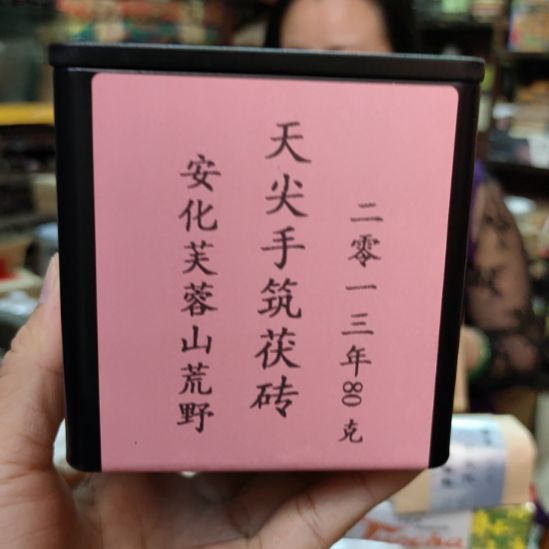 二零一三年80克
天尖手筑茯砖
安化芙蓉山荒野